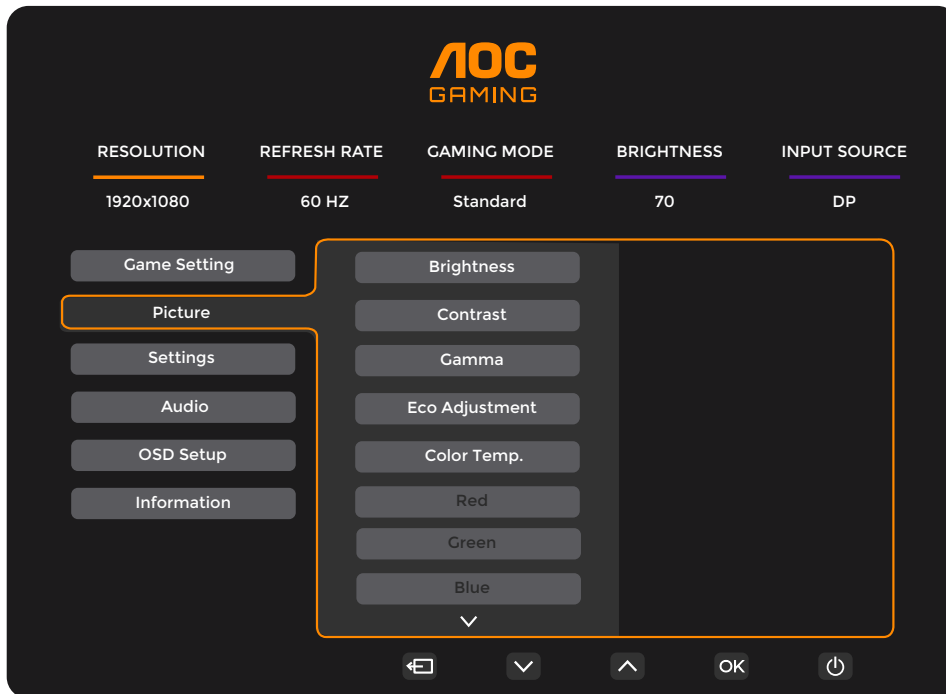 AOC
GAMING
RESOLUTION REFRESH RATE GAMING MODE BRIGHTNESS INPUT SOURCE
1920x1080 60 HZ Standard 70 DP
Game Setting
Picture
Settings
Audio
OSD Setup
Information
Brightness
Contrast
Gamma
Eco Adjustment
Color Temp.
Red
Green
Blue
OK